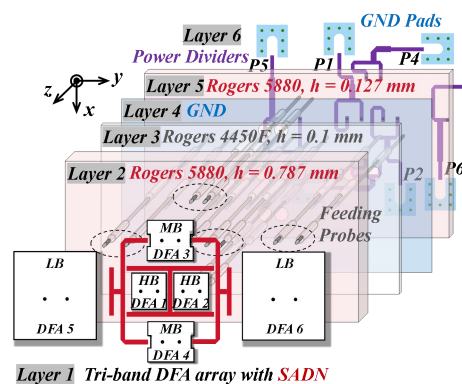 Layer 6
GND Pads
Power Dividers
P5
P1
P4
Layer 5 Rogers 5880, h = 0.127 mm
y
z
x
Layer 4 GND
Layer 3 Rogers 4450F, h = 0.1 mm
Layer 2 Rogers 5880, h = 0.787 mm
P2
P6
Feeding
Probes
MB
DFA 3
LB
DFA 5
HB
DFA 1
HB
DFA 2
LB
DFA 6
MB
DFA 4
Layer 1 Tri-band DFA array with SADN